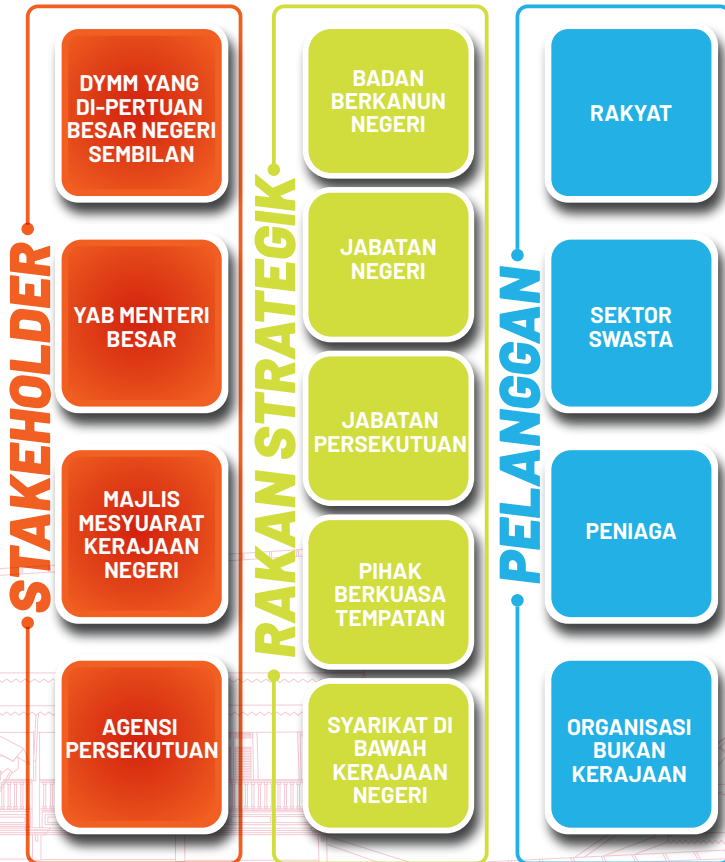 STAKEHOLDER
DYMM YANG
DI-PERTUAN
BESAR NEGERI
SEMBILAN
YAB MENTERI
BESAR
MAJLIS
MESYUARAT
KERAJAAN
NEGERI
AGENSI
PERSEKUTUAN
RAKAN STRATEGIK
BADAN
BERKANUN
NEGERI
JABATAN
NEGERI
JABATAN
PERSEKUTUAN
PIHAK
BERKUASA
TEMPATAN
SYARIKAT DI
BAWAH
KERAJAAN
NEGERI
PELANGGAN
RAKYAT
SEKTOR
SWASTA
PENIAGA
ORGANISASI
BUKAN
KERAJAAN